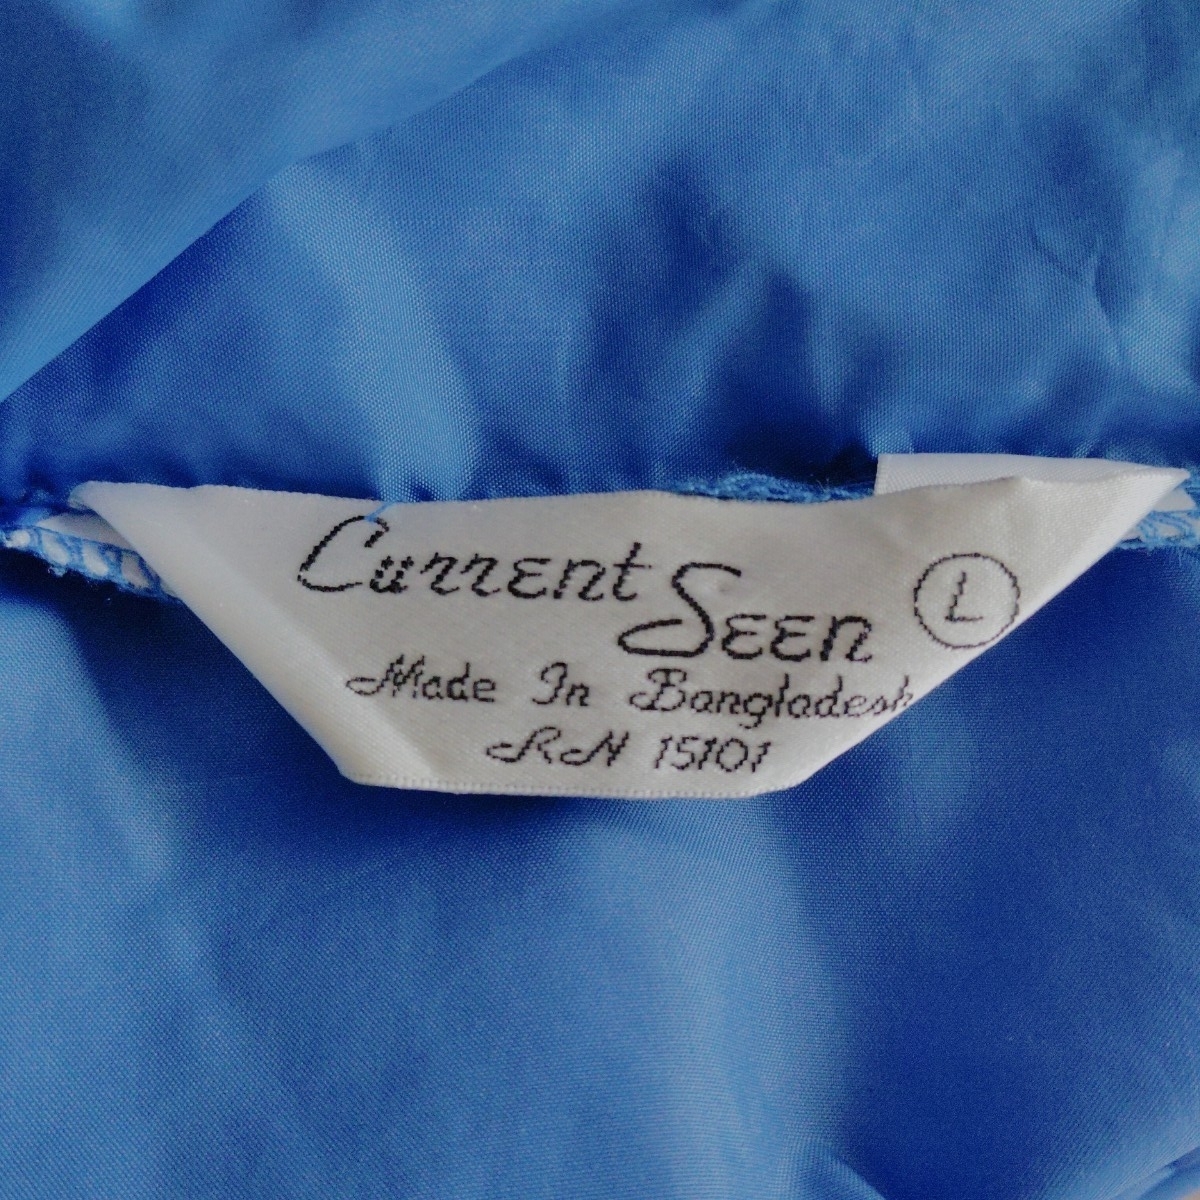 Current
Seen
L
Made In Bangladesh
RN 15101